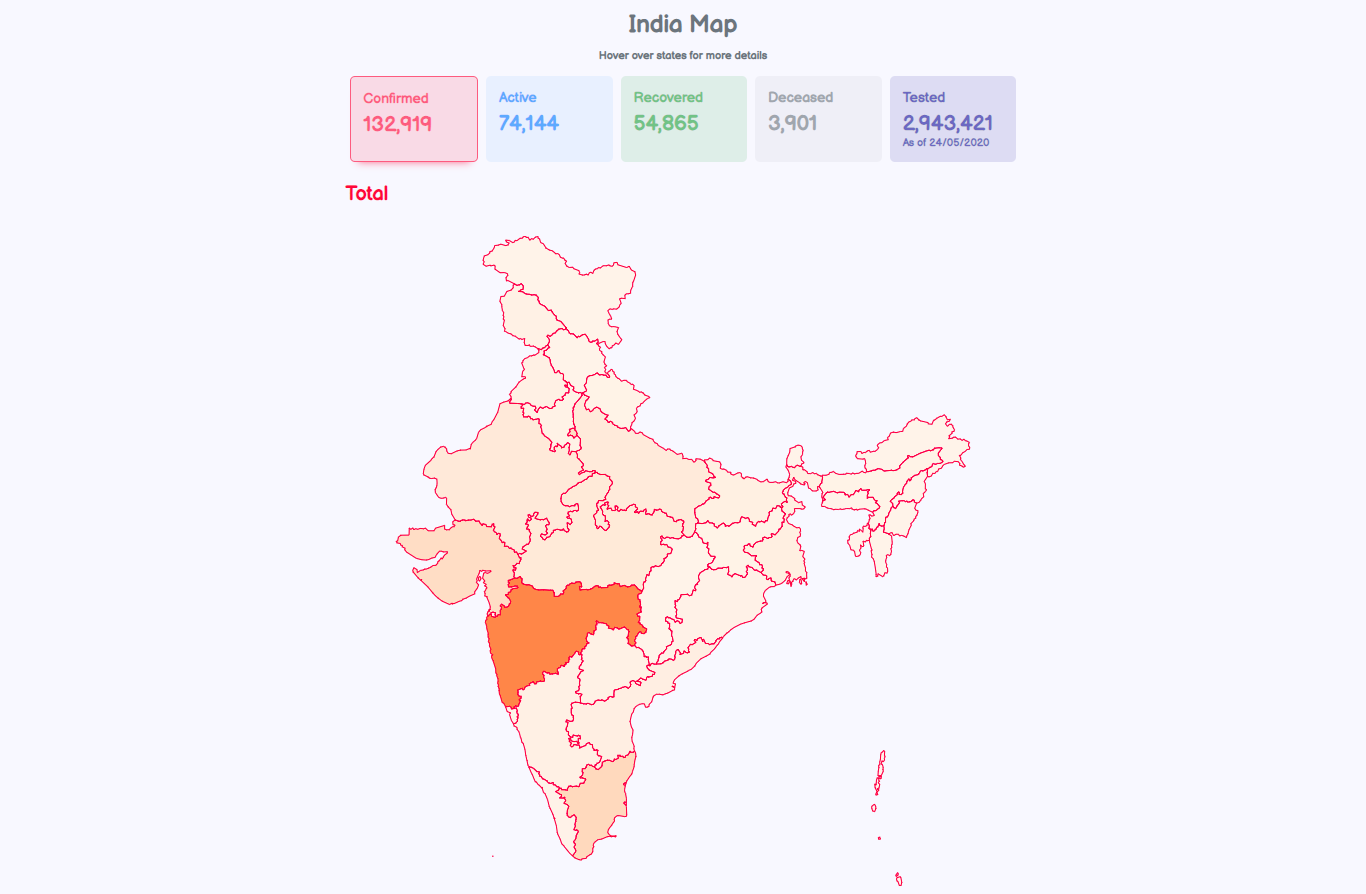 India Map
Hover over states for more details
Confirmed
132,919
Active
74,144
Recovered
54,865
Deceased
3,901
Tested
2,943,421
As of 24/05/2020
Total